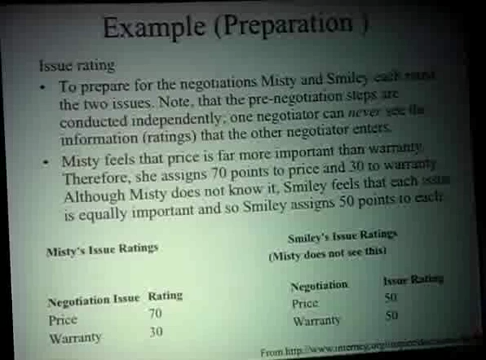 Example (Preparation )
Issue rating
• To prepare for the negotiations Misty and Smiley each
the two issues. Note, that the pre-negotiation steps are
conducted independently; one negotiator can never see the
information (ratings) that the other negotiator enters.
• Misty feels that price is far more important than warranty.
Therefore, she assigns 70 points to price and 30 to warranty.
Although Misty does not know it, Smiley feels that each issue
is equally important and so Smiley assigns 50 points to each.
Misty's Issue Ratings
Negotiation Issue Rating
Price 70
Warranty 30
Smiley's Issue Ratings
(Misty does not see this)
Negotiation Issue Rating
Price 50
Warranty 50
From http://www.interneg.org/